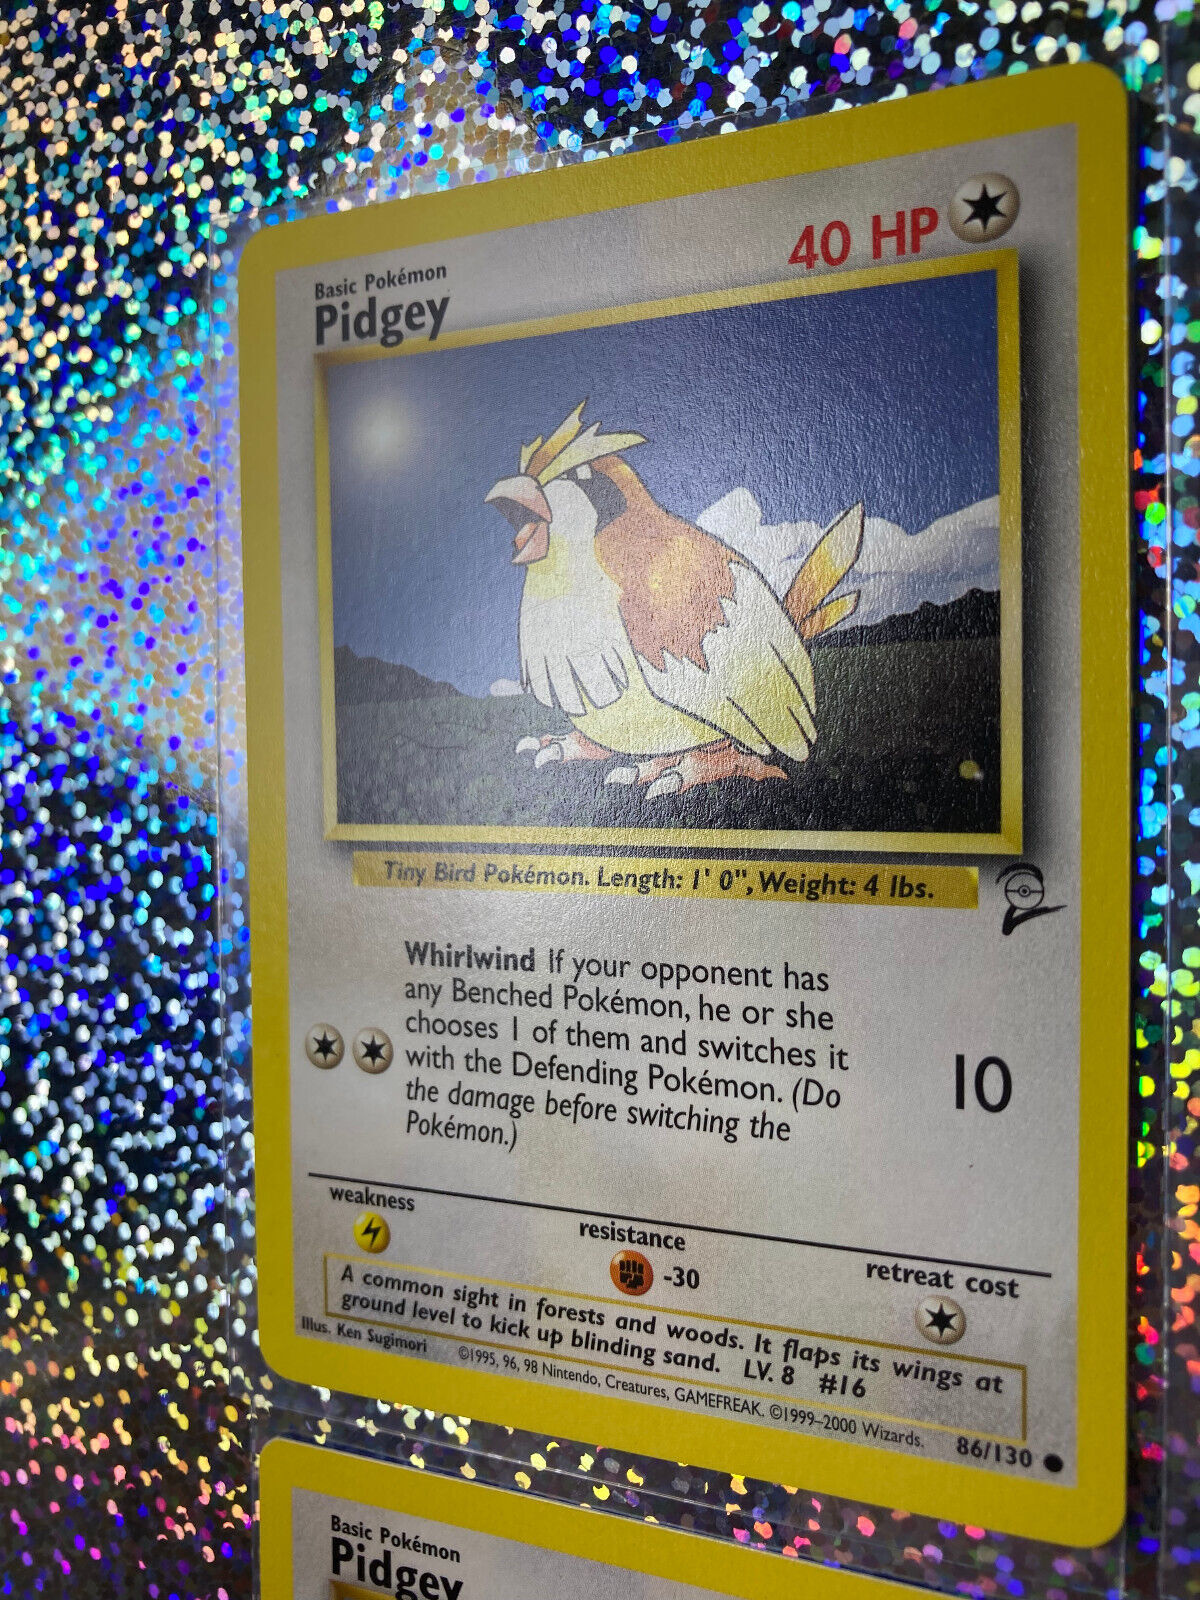 Basic Pokémon
Pidgey
40 HP
Tiny Bird Pokémon. Length: 1' 0", Weight: 4 lbs.
Whirlwind If your opponent has
any Benched Pokémon, he or she
chooses 1 of them and switches it
with the Defending Pokémon. (Do
the damage before switching the
Pokémon.)
10
weakness
resistance
-30
retreat cost
A common sight in forests and woods. It flaps its wings at
ground level to kick up blinding sand. LV. 8 #16
Illus. Ken Sugimori
©1995, 96, 98 Nintendo, Creatures, GAMEFREAK. ©1999–2000 Wizards.
86/130
Basic Pokémon
Pidgey